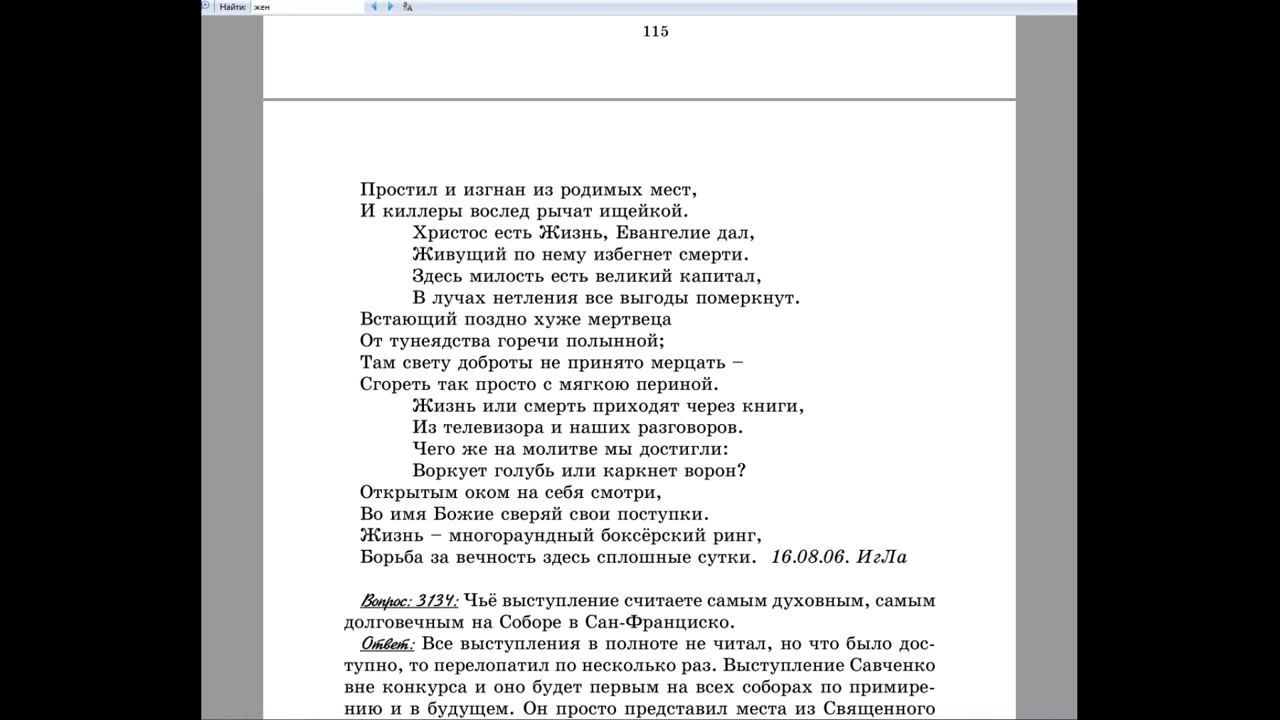 Найти: жен
115
Простил и изгнан из родимых мест,
И киллеры вослед рычат ищейкой.
Христос есть Жизнь, Евангелие дал,
Живущий по нему избегнет смерти.
Здесь милость есть великий капитал,
В лучах нетления все выгоды померкнут.
Встающий поздно хуже мертвеца
От тунеядства горечи полынной;
Там свету доброты не принято мерцать –
Сгореть так просто с мягкою периной.
Жизнь или смерть приходят через книги,
Из телевизора и наших разговоров.
Чего же на молитве мы достигли:
Воркует голубь или каркнет ворон?
Открытым оком на себя смотри,
Во имя Божие сверяй свои поступки.
Жизнь – многораундный боксёрский ринг,
Борьба за вечность здесь сплошные сутки. 16.08.06. ИгЛа
Вопрос: 3134: Чьё выступление считаете самым духовным, самым
долговечным на Соборе в Сан-Франциско.
Ответ: Все выступления в полноте не читал, но что было дос-
тупно, то перелопатил по несколько раз. Выступление Савченко
вне конкурса и оно будет первым на всех соборах по примире-
нию и в будущем. Он просто представил места из Священного